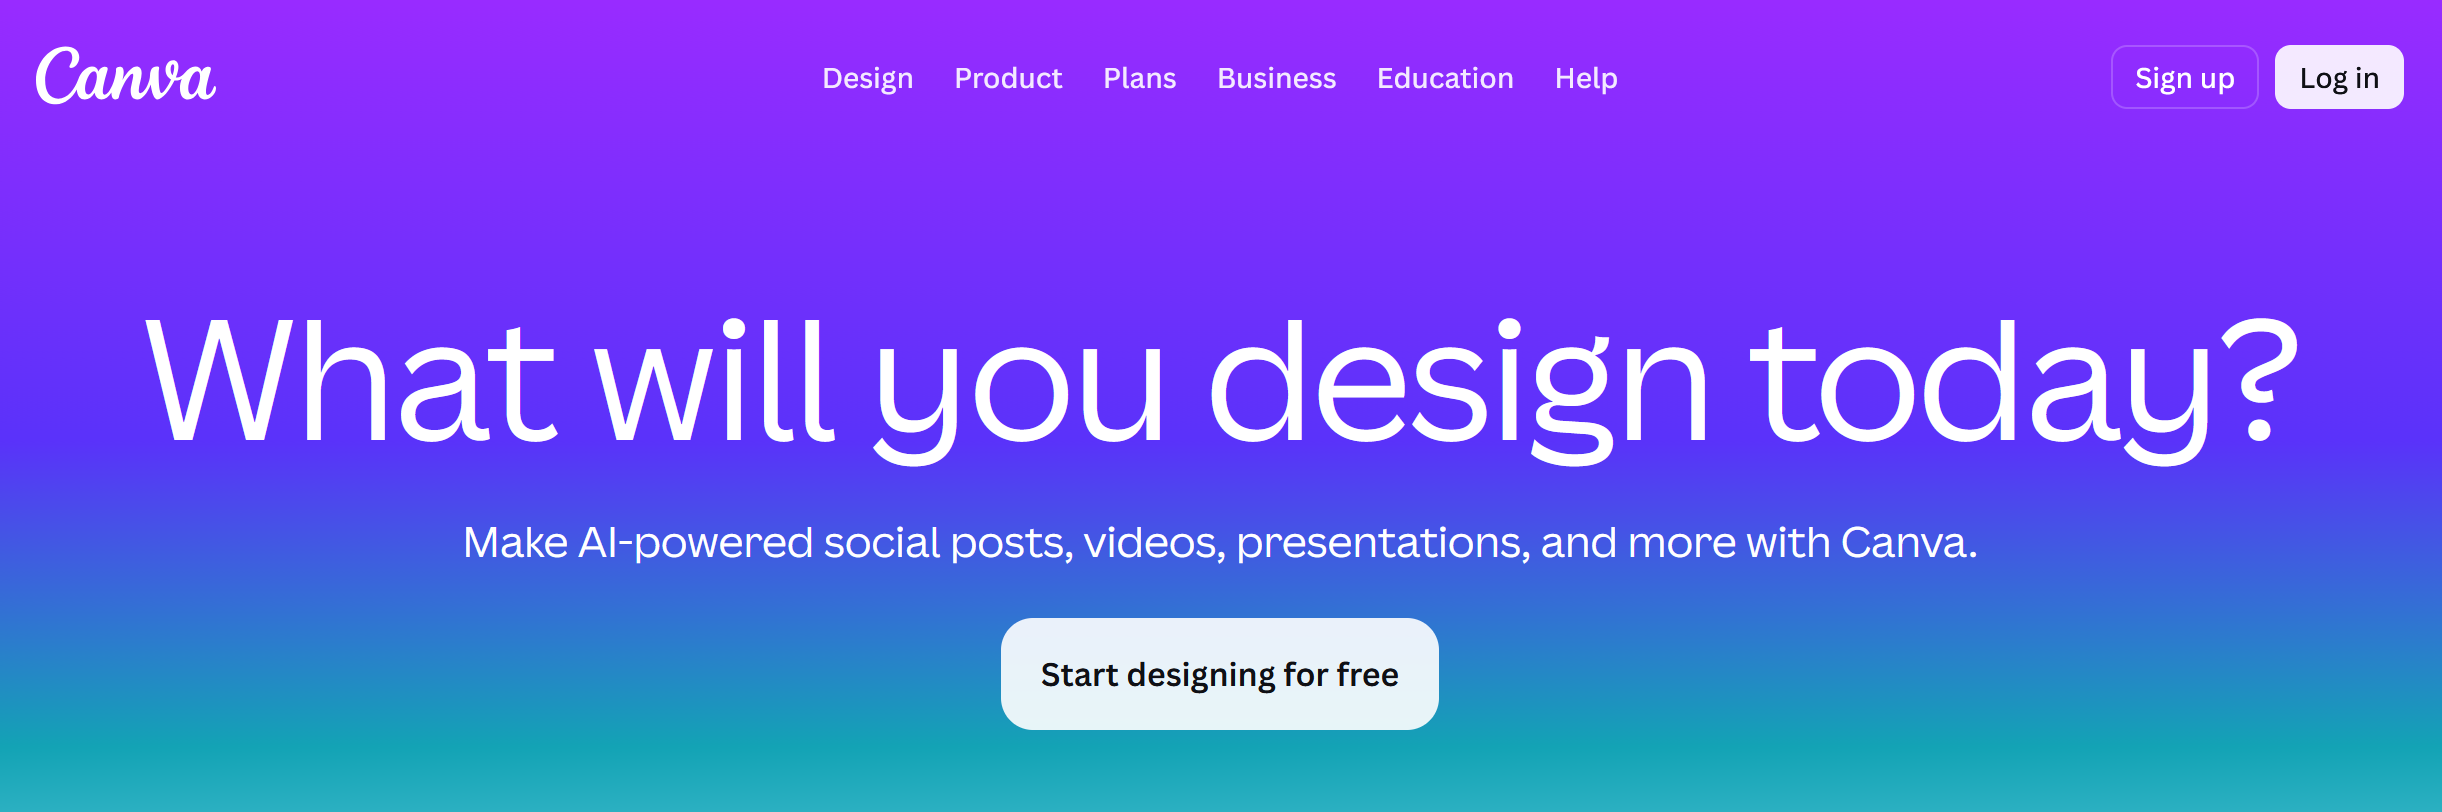 Canva
Design Product Plans Business Education Help
Sign up
Log in
What will you design today?
Make AI-powered social posts, videos, presentations, and more with Canva.
Start designing for free